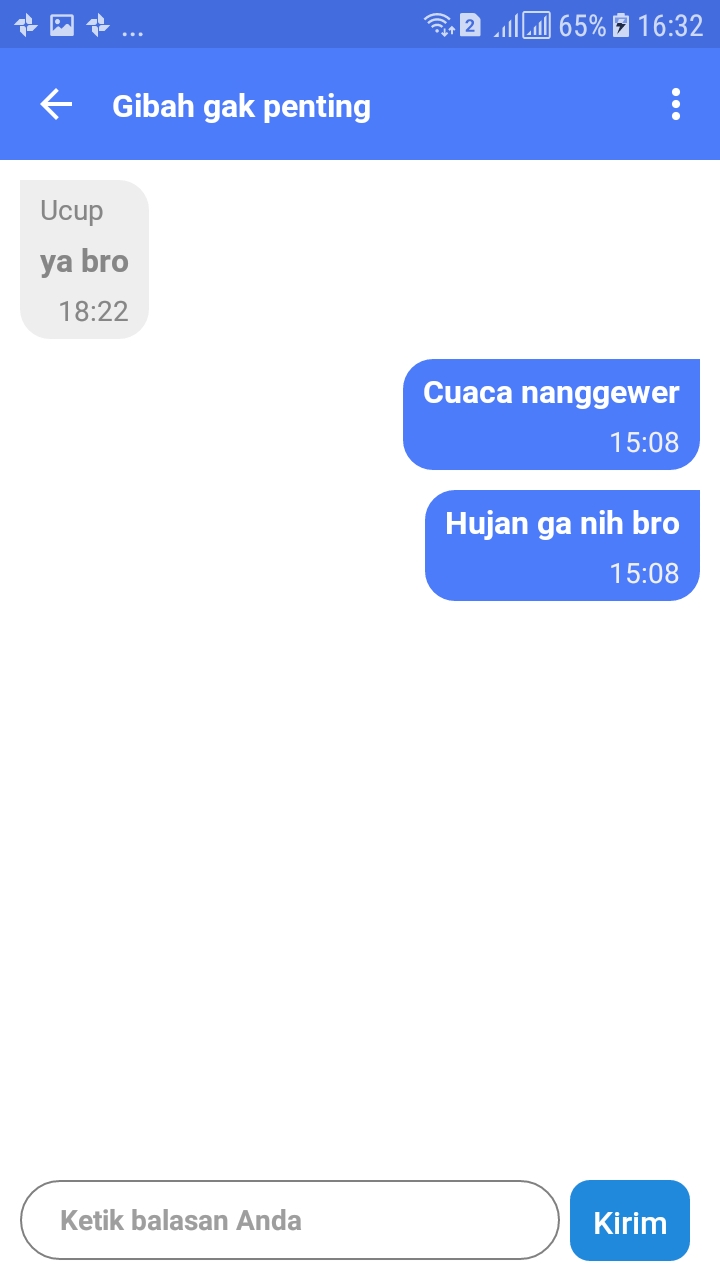 ... 2 65% 16:32
Gibah gak penting
Ucup
ya bro
18:22
Cuaca nanggewer
15:08
Hujan ga nih bro
15:08
Ketik balasan Anda
Kirim